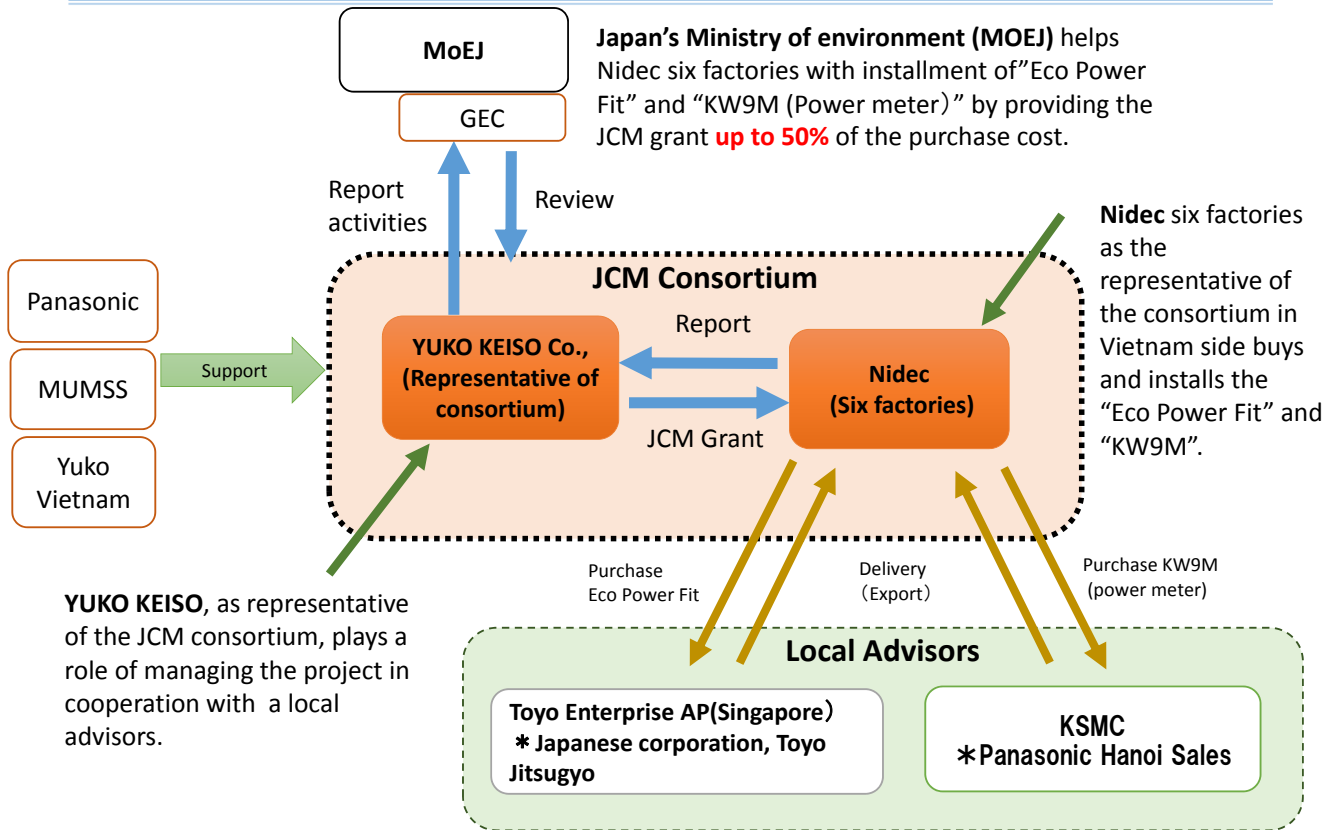 MoEJ
GEC
Japan’s Ministry of environment (MOEJ) helps
Nidec six factories with installment of”Eco Power
Fit” and “KW9M (Power meter）” by providing the
JCM grant up to 50% of the purchase cost.
Report
activities
Review
Nidec six factories
as the
representative of
the consortium in
Vietnam side buys
and installs the
“Eco Power Fit” and
“KW9M”.
Panasonic
MUMSS
Yuko
Vietnam
Support
JCM Consortium
YUKO KEISO Co.,
(Representative of
consortium)
Report
JCM Grant
Nidec
(Six factories)
Purchase
Eco Power Fit
Delivery
（Export）
Purchase KW9M
(power meter)
YUKO KEISO, as representative
of the JCM consortium, plays a
role of managing the project in
cooperation with  a local
advisors.
Local Advisors
Toyo Enterprise AP(Singapore）
＊Japanese corporation, Toyo
Jitsugyo
KSMC
＊Panasonic Hanoi Sales